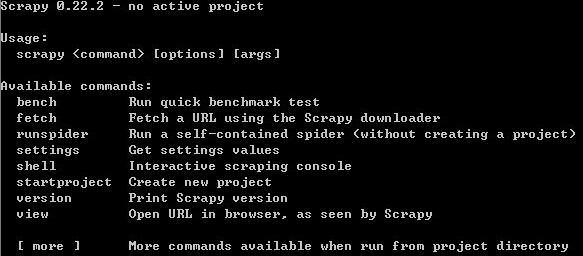 Scrapy 0.22.2 - no active project
Usage:
scrapy <command> [options] [args]
Available commands:
bench Run quick benchmark test
fetch Fetch a URL using the Scrapy downloader
runspider Run a self-contained spider (without creating a project)
settings Get settings values
shell Interactive scraping console
startproject Create new project
version Print Scrapy version
view Open URL in browser, as seen by Scrapy
[ more ] More commands available when run from project directory